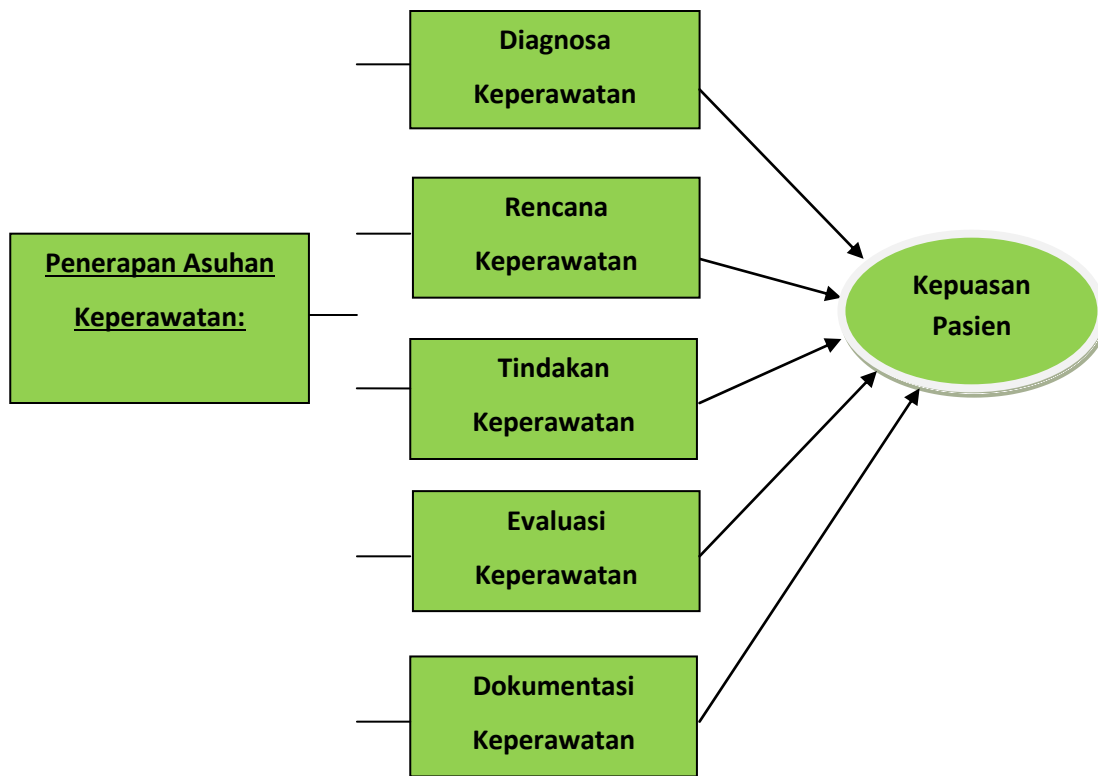 Diagnosa
Keperawatan
Rencana
Keperawatan
Penerapan Asuhan
Keperawatan:
Kepuasan
Pasien
Tindakan
Keperawatan
Evaluasi
Keperawatan
Dokumentasi
Keperawatan